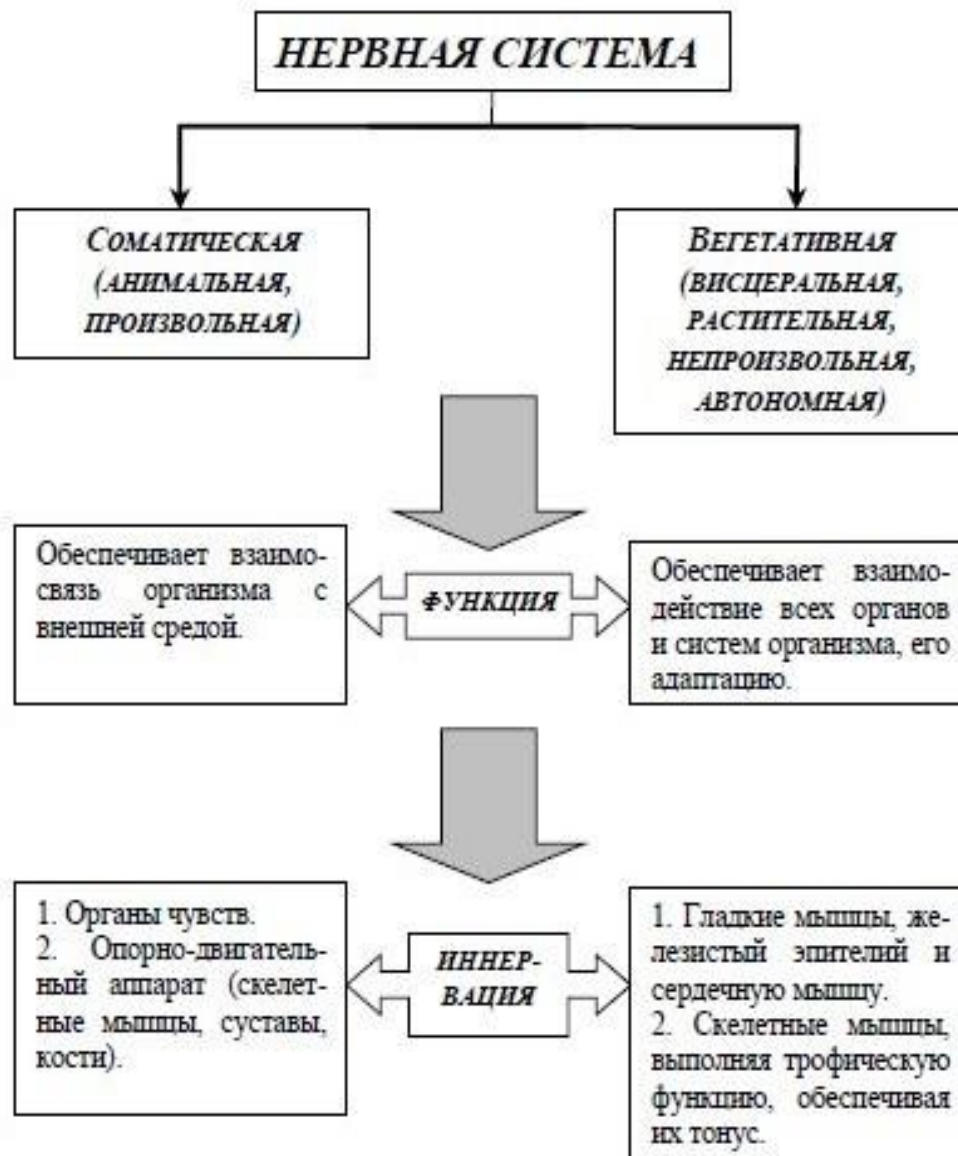 НЕРВНАЯ СИСТЕМА
СОМАТИЧЕСКАЯ
(АНИМАЛЬНАЯ,
ПРОИЗВОЛЬНАЯ)
ВЕГЕТАТИВНАЯ
(ВИСЦЕРАЛЬНАЯ,
РАСТИТЕЛЬНАЯ,
НЕПРОИЗВОЛЬНАЯ,
АВТОНОМНАЯ)
Обеспечивает взаимо-
связь организма с
внешней средой.
ФУНКЦИЯ
Обеспечивает взаимо-
действие всех органов
и систем организма, его
адаптацию.
1. Органы чувств.
2. Опорно-двигатель-
ный аппарат (скелет-
ные мышцы, суставы,
кости).
ИННЕР-
ВАЦИЯ
1. Гладкие мышцы, же-
лезистый эпителий и
сердечную мышцу.
2. Скелетные мышцы,
выполняя трофическую
функцию, обеспечивая
их тонус.